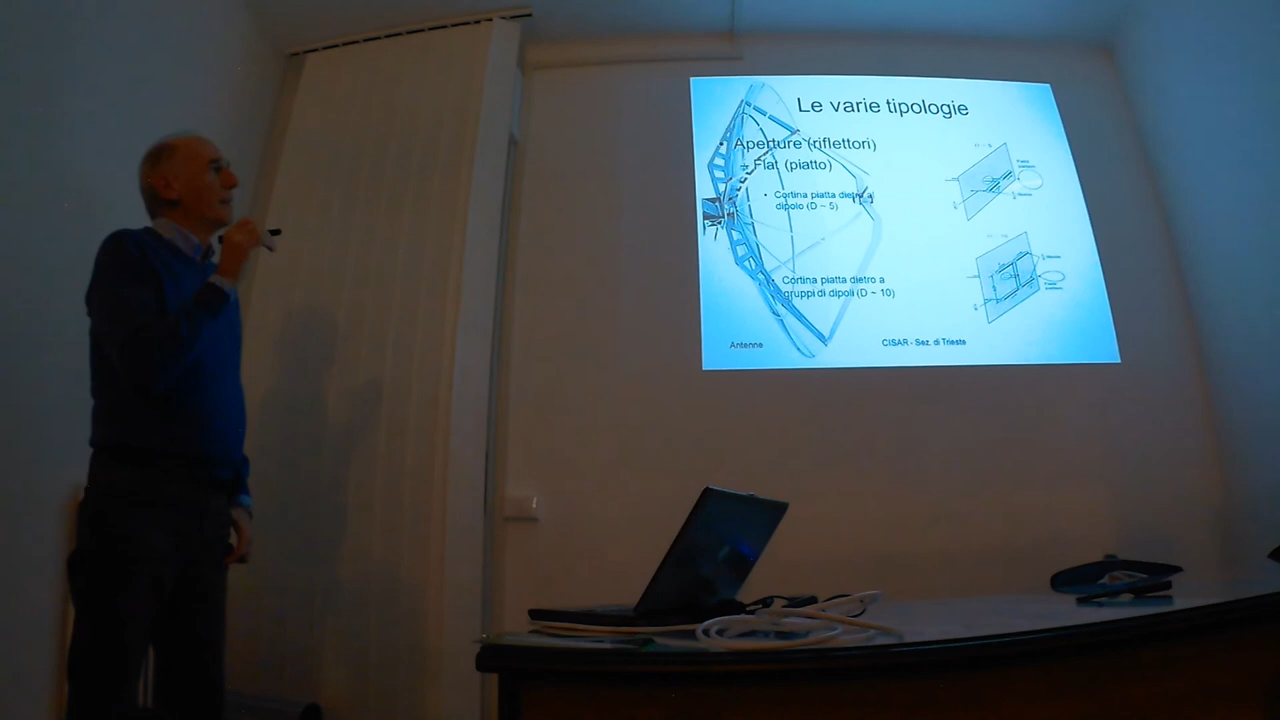 Le varie tipologie
• Aperture (riflettori)
– Flat (piatto)
• Cortina piatta dietro al
dipolo (D ~ 5)
Cortina piatta dietro a
gruppi di dipoli (D ~ 10)
Antenne
CISAR - Sez. di Trieste